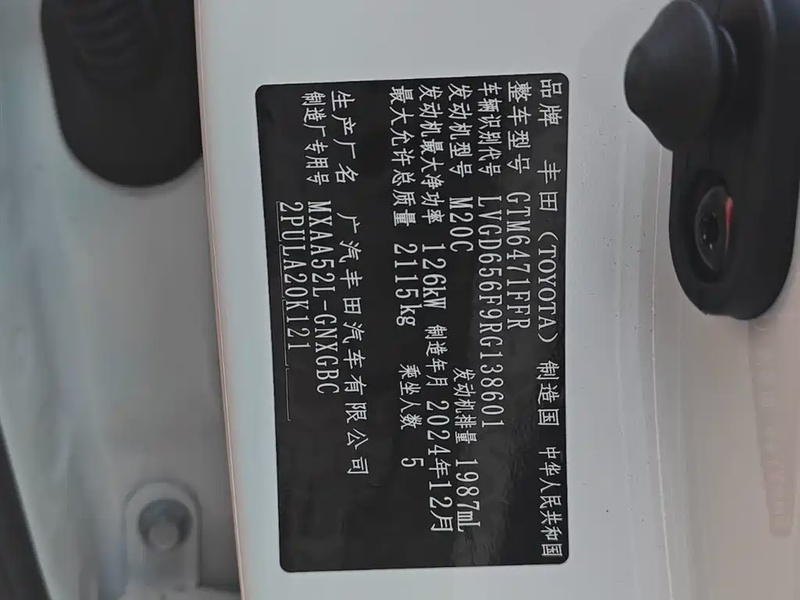 品牌 丰田（TOYOTA） 制造国 中华人民共和国
整车型号 GTM6471FFR
车辆识别代号 LVGD656F9RG138601
发动机型号 M20C 发动机排量 1987mL
发动机最大净功率 126kW 制造年月 2024年12月
最大允许总质量 2115kg 乘坐人数 5
生产厂名 广汽丰田汽车有限公司
制造厂专用号 MXAA52L-GNXGBC
2PULA20K121